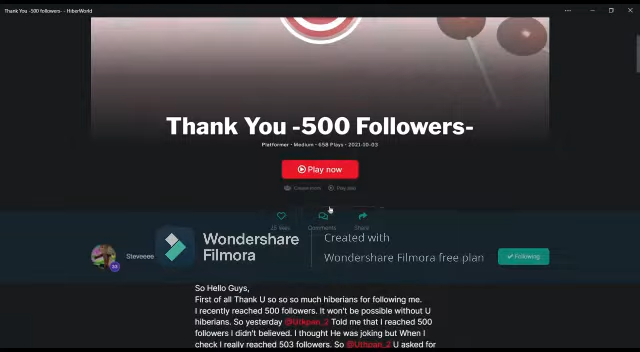 Thank You -500 followers- - HiberWorld
Thank You -500 Followers-
Platformer • Medium • 658 Plays • 2021-10-03
Play now
Create room
Play solo
Comments
Share
Steveeee
Wondershare
Filmora
Created with
Wondershare Filmora free plan
✓ Following
So Hello Guys,
First of all Thank U so so so much hiberians for following me.
I recently reached 500 followers. It won't be possible without U
hiberians. So yesterday @Utkpan_2 Told me that I reached 500
followers I didn't believed. I thought He was joking but When I
check I really reached 503 followers. So @Uthpan_2 U asked for